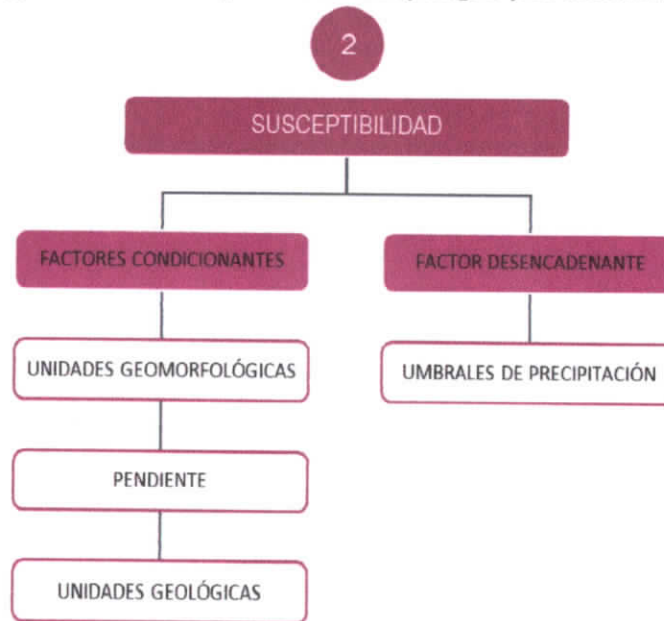 2
SUSCEPTIBILIDAD
FACTORES CONDICIONANTES
FACTOR DESENCADENANTE
UNIDADES GEOMORFOLÓGICAS
UMBRALES DE PRECIPITACIÓN
PENDIENTE
UNIDADES GEOLÓGICAS